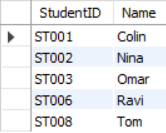 StudentID Name
ST001 Colin
ST002 Nina
ST003 Omar
ST006 Ravi
ST008 Tom